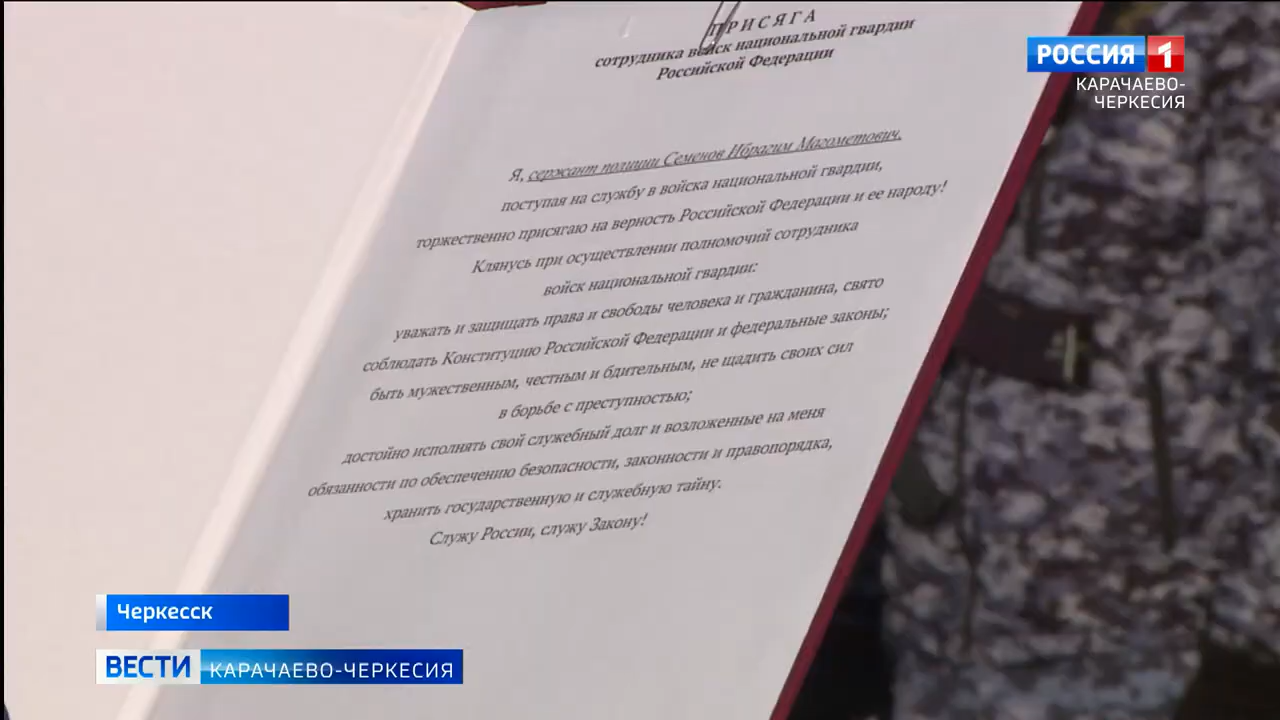 ПРИСЯГА
сотрудника войск национальной гвардии
Российской Федерации
Я, сержант полиции Семенов Ибрагим Магометович,
поступая на службу в войска национальной гвардии,
торжественно присягаю на верность Российской Федерации и ее народу!
Клянусь при осуществлении полномочий сотрудника
войск национальной гвардии:
уважать и защищать права и свободы человека и гражданина, свято
соблюдать Конституцию Российской Федерации и федеральные законы;
быть мужественным, честным и бдительным, не щадить своих сил
в борьбе с преступностью;
достойно исполнять свой служебный долг и возложенные на меня
обязанности по обеспечению безопасности, законности и правопорядка,
хранить государственную и служебную тайну.
Служу России, служу Закону!
РОССИЯ 1
КАРАЧАЕВО-
ЧЕРКЕСИЯ
Черкесск
ВЕСТИ КАРАЧАЕВО-ЧЕРКЕСИЯ